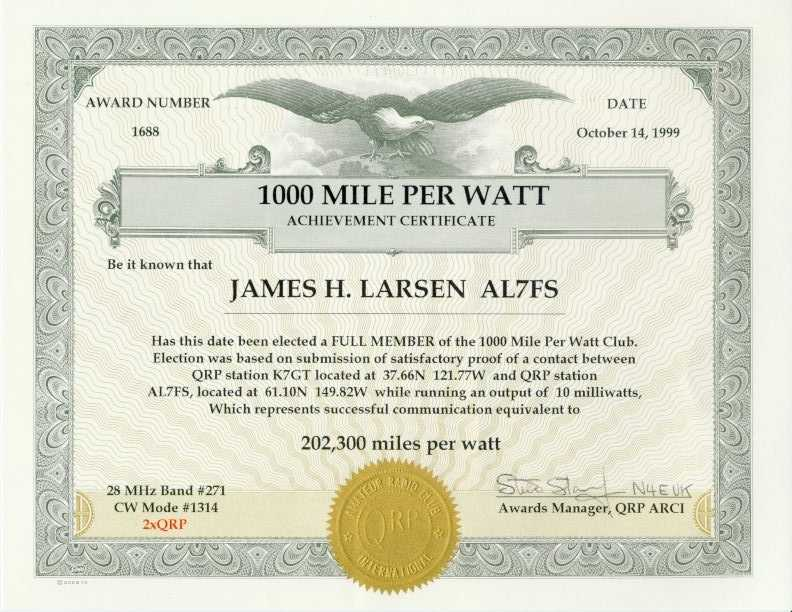 AWARD NUMBER
1688
DATE
October 14, 1999
1000 MILE PER WATT
ACHIEVEMENT CERTIFICATE
Be it known that
JAMES H. LARSEN AL7FS
Has this date been elected a FULL MEMBER of the 1000 Mile Per Watt Club.
Election was based on submission of satisfactory proof of a contact between
QRP station K7GT located at 37.66N 121.77W and QRP station
AL7FS, located at 61.10N 149.82W while running an output of 10 milliwatts,
Which represents successful communication equivalent to
202,300 miles per watt
28 MHz Band #271
CW Mode #1314
2xQRP
AMATEUR RADIO CLUB
QRP
INTERNATIONAL
N4EUK
Awards Manager, QRP ARCI